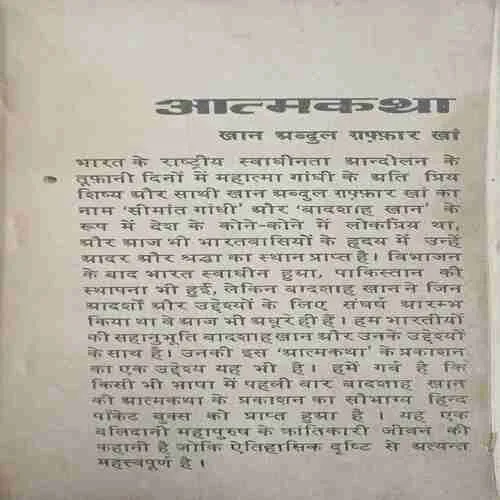 आत्मकथा
खान अब्दुल ग़फ़्फ़ार खां
भारत के राष्ट्रीय स्वाधीनता आन्दोलन के
तूफ़ानी दिनों में महात्मा गांधी के अति प्रिय
शिष्य और साथी खान अब्दुल ग़फ़्फ़ार खां का
नाम 'सीमांत गांधी' और 'बादशाह खान' के
रूप में देश के कोने-कोने में लोकप्रिय था,
और आज भी भारतवासियों के हृदय में उन्हें
आदर और श्रद्धा का स्थान प्राप्त है। विभाजन
के बाद भारत स्वाधीन हुआ, पाकिस्तान की
स्थापना भी हुई, लेकिन बादशाह खान ने जिन
आदर्शों और उद्देश्यों के लिए संघर्ष आरम्भ
किया था वे आज भी अधूरे ही हैं। हम भारतीयों
की सहानुभूति बादशाह खान और उनके उद्देश्यों
के साथ है। उनकी इस 'आत्मकथा' के प्रकाशन
का एक उद्देश्य यह भी है। हमें गर्व है कि
किसी भी भाषा में पहली बार बादशाह खान
की आत्मकथा के प्रकाशन का सौभाग्य हिन्द
पॉकेट बुक्स को प्राप्त हुआ है। यह एक
बलिदानी महापुरुष के क्रांतिकारी जीवन की
कहानी है जोकि ऐतिहासिक दृष्टि से अत्यन्त
महत्त्वपूर्ण है।